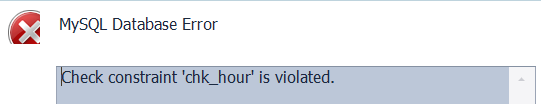 MySQL Database Error
Check constraint 'chk_hour' is violated.